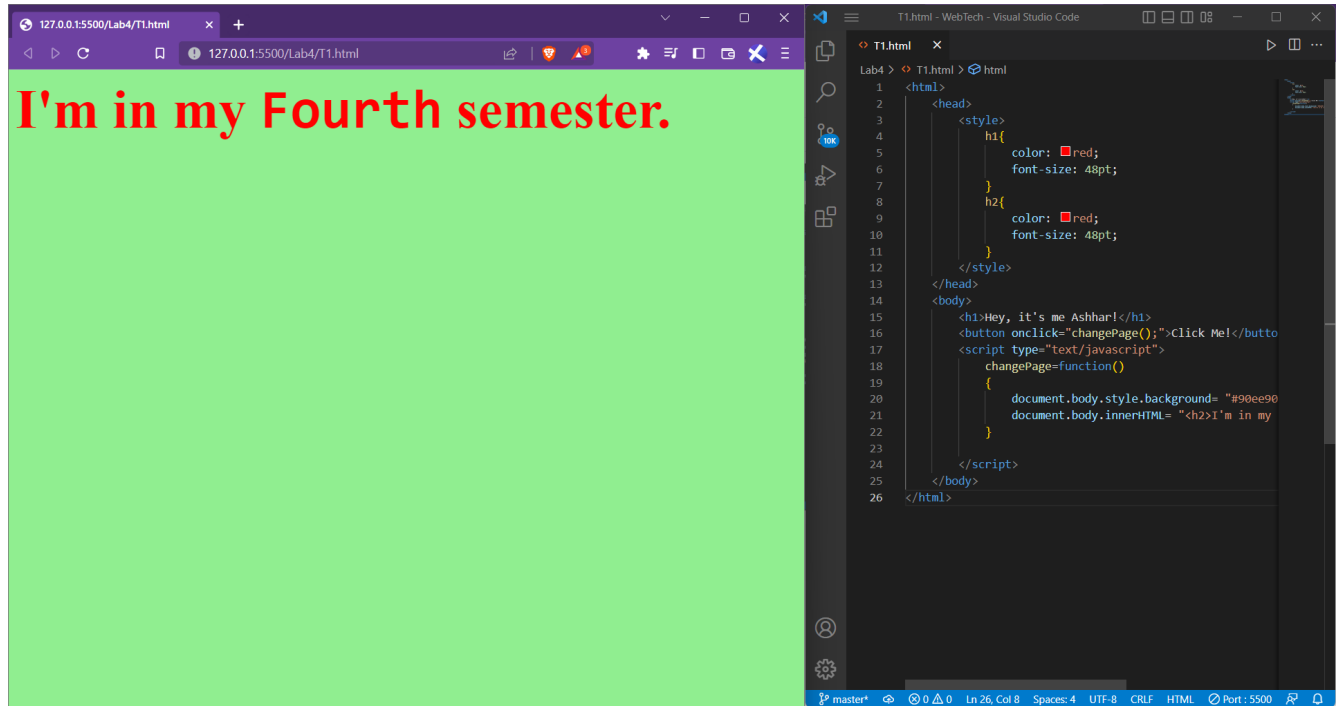 127.0.0.1:5500/Lab4/T1.html
127.0.0.1:5500/Lab4/T1.html
3
I'm in my Fourth semester.
T1.html - WebTech - Visual Studio Code
T1.html
Lab4 > T1.html > html
10K
1 <html>
2 <head>
3 <style>
4 h1{
5 color: red;
6 font-size: 48pt;
7 }
8 h2{
9 color: red;
10 font-size: 48pt;
11 }
12 </style>
13 </head>
14 <body>
15 <h1>Hey, it's me Ashhar!</h1>
16 <button onclick="changePage();">Click Me!</butto
17 <script type="text/javascript">
18 changePage=function()
19 {
20 document.body.style.background= "#90ee90
21 document.body.innerHTML= "<h2>I'm in my
22 }
23
24 </script>
25 </body>
26 </html>
master* 0 0 Ln 26, Col 8 Spaces: 4 UTF-8 CRLF HTML Port : 5500